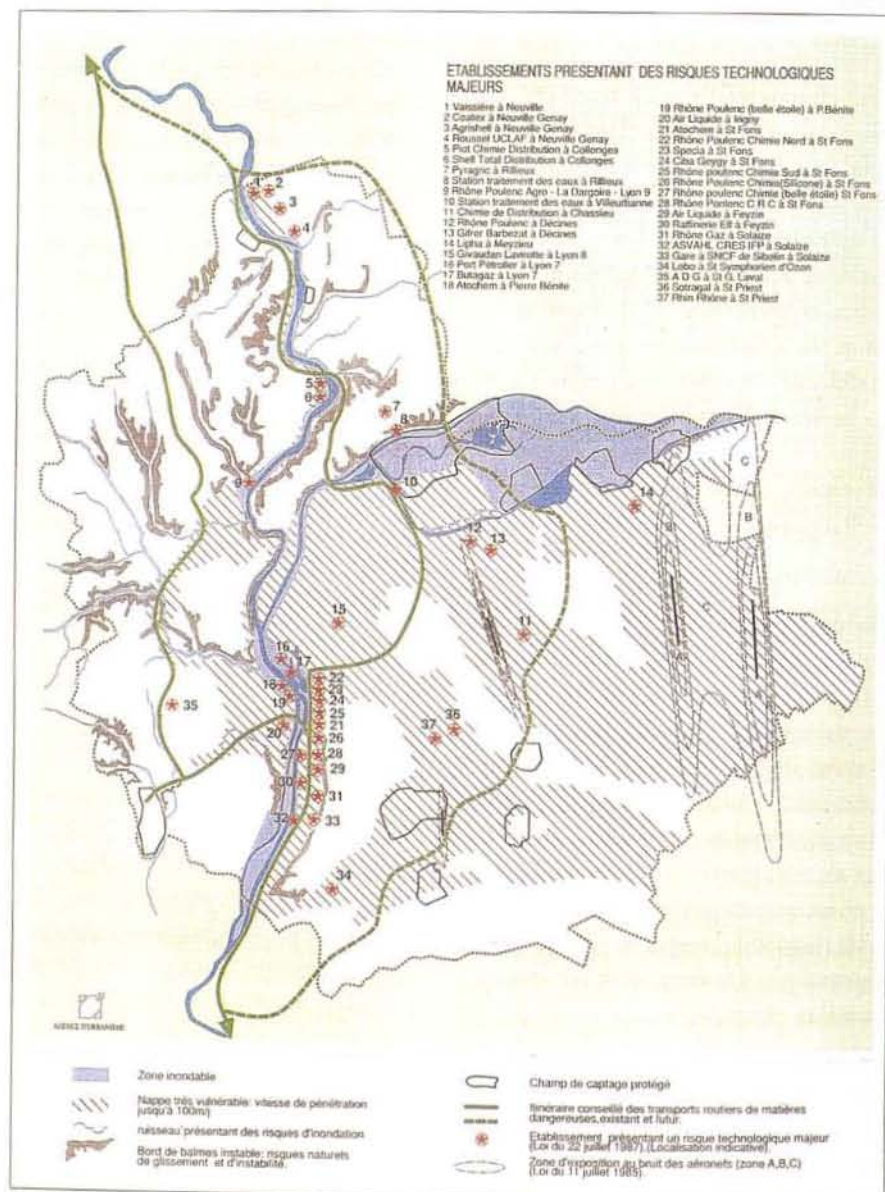 ETABLISSEMENTS PRESENTANT DES RISQUES TECHNOLOGIQUES
MAJEURS
1 Vaissière à Neuville
2 Coatex à Neuville Genay
3 Agrishell à Neuville Genay
4 Roussel UCLAF à Neuville Genay
5 Piot Chimie Distribution à Collonges
6 Shell Total Distribution à Collonges
7 Pyragric à Rillieux
8 Station traitement des eaux à Rillieux
9 Rhône Poulenc Agro - La Dargoire - Lyon 9
10 Station traitement des eaux à Villeurbanne
11 Chimie de Distribution à Chassieu
12 Rhône Poulenc à Décines
13 Gifrer Barbezat à Décines
14 Lipha à Meyzieu
15 Givaudan Lavirotte à Lyon 8
16 Port Pétrolier à Lyon 7
17 Butagaz à Lyon 7
18 Atochem à Pierre Bénite
19 Rhône Poulenc (belle étoile) à P.Bénite
20 Air Liquide à Irigny
21 Atochem à St Fons
22 Rhône Poulenc Chimie Nord à St Fons
23 Specia à St Fons
24 Ciba Geygy à St Fons
25 Rhône poulenc Chimie Sud à St Fons
26 Rhône Poulenc Chimie(Silicone) à St Fons
27 Rhône poulenc Chimie (belle étoile) St Fons
28 Rhône Ponlenc C R C à St Fons
29 Air Liquide à Feyzin
30 Raffinerie Elf à Feyzin
31 Rhône Gaz à Solaize
32 ASVAHL CRES IFP à Solaize
33 Gare à SNCF de Sibelin à Solaize
34 Lobo à St Symphorien d'Ozon
35 A D G à St G. Laval
36 Sotragal à St Priest
37 Rhin Rhône à St Priest
1
2
3
4
5
6
7
8
9
10
14
C
B
B
12
13
C
11
15
A
A
16
17
18
19
22
23
24
35
25
20
21
26
37
36
27
28
29
30
31
32
33
34
AGENCE D'URBANISME
Zone inondable
Nappe très vulnérable: vitesse de pénétration
jusqu'à 100m/j
ruisseau présentant des risques d'inondation
Bord de balmes instable: risques naturels
de glissement et d'instabilité.
Champ de captage protégé
Itinéraire conseillé des transports routiers de matières
dangereuses,existant et futur.
Etablissement présentant un risque technologique majeur
(Loi du 22 juillet 1987).(Localisation indicative).
Zone d'exposition au bruit des aéronefs (zone A,B,C)
(Loi du 11 juillet 1985).